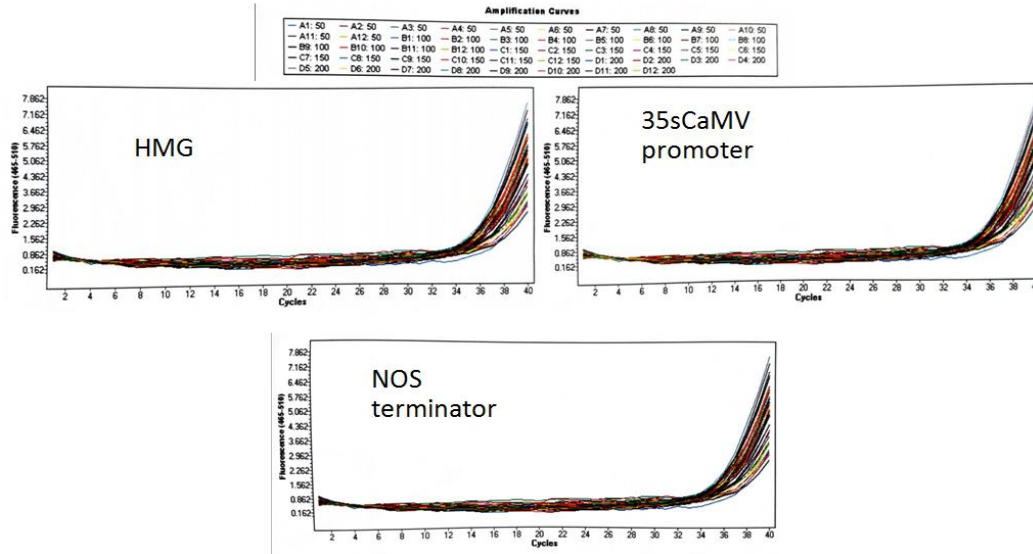 Amplification Curves
A1: 50 A2: 50 A3: 50 A4: 50 A5: 50 A6: 50 A7: 50 A8: 50 A9: 50 A10: 50
A11: 50 A12: 50 B1: 100 B2: 100 B3: 100 B4: 100 B5: 100 B6: 100 B7: 100 B8: 100
B9: 100 B10: 100 B11: 100 B12: 100 C1: 150 C2: 150 C3: 150 C4: 150 C5: 150 C6: 150
C7: 150 C8: 150 C9: 150 C10: 150 C11: 150 C12: 150 D1: 200 D2: 200 D3: 200 D4: 200
D5: 200 D6: 200 D7: 200 D8: 200 D9: 200 D10: 200 D11: 200 D12: 200
HMG
Fluorescence (465-510)
7.862
7.162
6.462
5.762
5.062
4.362
3.662
2.962
2.262
1.562
0.862
0.162
2 4 6 8 10 12 14 16 18 20 22 24 26 28 30 32 34 36 38 40
Cycles
35sCaMV
promoter
Fluorescence (465-510)
7.862
7.162
6.462
5.762
5.062
4.362
3.662
2.962
2.262
1.562
0.862
0.162
2 4 6 8 10 12 14 16 18 20 22 24 26 28 30 32 34 36 38
Cycles
NOS
terminator
Fluorescence (465-510)
7.862
7.162
6.462
5.762
5.062
4.362
3.662
2.962
2.262
1.562
0.862
0.162
2 4 6 8 10 12 14 16 18 20 22 24 26 28 30 32 34 36 38 40
Cycles